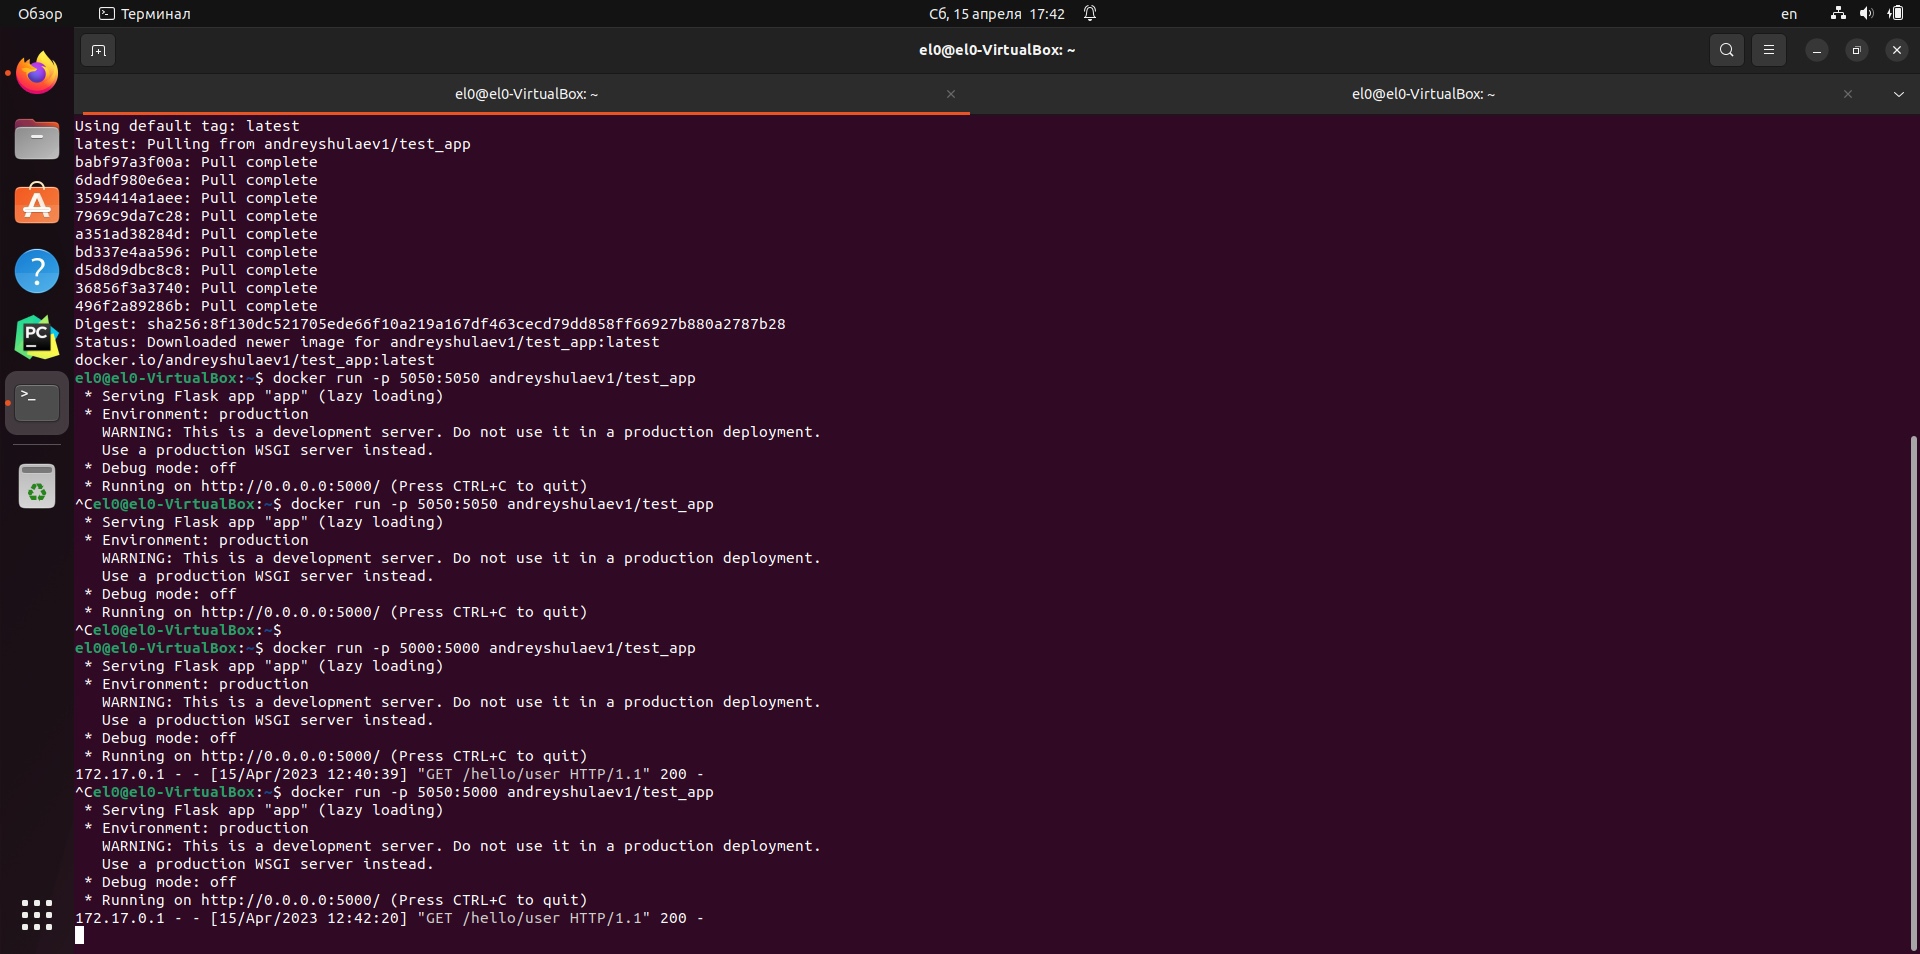 Обзор
Терминал
Сб, 15 апреля 17:42
en
el0@el0-VirtualBox: ~
el0@el0-VirtualBox: ~
el0@el0-VirtualBox: ~
Using default tag: latest
latest: Pulling from andreyshulaev1/test_app
babf97a3f00a: Pull complete
6dadf980e6ea: Pull complete
3594414a1aee: Pull complete
7969c9da7c28: Pull complete
a351ad38284d: Pull complete
bd337e4aa596: Pull complete
d5d8d9dbc8c8: Pull complete
36856f3a3740: Pull complete
496f2a89286b: Pull complete
Digest: sha256:8f130dc521705ede66f10a219a167df463cecd79dd858ff66927b880a2787b28
Status: Downloaded newer image for andreyshulaev1/test_app:latest
docker.io/andreyshulaev1/test_app:latest
el0@el0-VirtualBox:~$ docker run -p 5050:5050 andreyshulaev1/test_app
 * Serving Flask app "app" (lazy loading)
 * Environment: production
   WARNING: This is a development server. Do not use it in a production deployment.
   Use a production WSGI server instead.
 * Debug mode: off
 * Running on http://0.0.0.0:5000/ (Press CTRL+C to quit)
^Cel0@el0-VirtualBox:~$ docker run -p 5050:5050 andreyshulaev1/test_app
 * Serving Flask app "app" (lazy loading)
 * Environment: production
   WARNING: This is a development server. Do not use it in a production deployment.
   Use a production WSGI server instead.
 * Debug mode: off
 * Running on http://0.0.0.0:5000/ (Press CTRL+C to quit)
^Cel0@el0-VirtualBox:~$
el0@el0-VirtualBox:~$ docker run -p 5000:5000 andreyshulaev1/test_app
 * Serving Flask app "app" (lazy loading)
 * Environment: production
   WARNING: This is a development server. Do not use it in a production deployment.
   Use a production WSGI server instead.
 * Debug mode: off
 * Running on http://0.0.0.0:5000/ (Press CTRL+C to quit)
172.17.0.1 - - [15/Apr/2023 12:40:39] "GET /hello/user HTTP/1.1" 200 -
^Cel0@el0-VirtualBox:~$ docker run -p 5050:5000 andreyshulaev1/test_app
 * Serving Flask app "app" (lazy loading)
 * Environment: production
   WARNING: This is a development server. Do not use it in a production deployment.
   Use a production WSGI server instead.
 * Debug mode: off
 * Running on http://0.0.0.0:5000/ (Press CTRL+C to quit)
172.17.0.1 - - [15/Apr/2023 12:42:20] "GET /hello/user HTTP/1.1" 200 -
PC